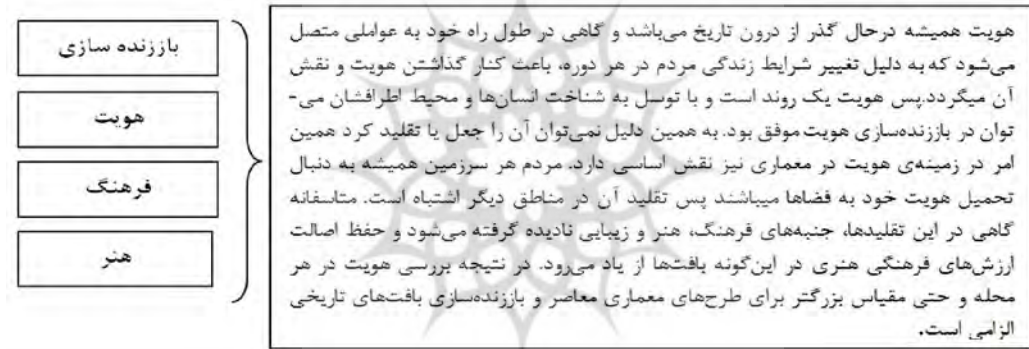 هویت همیشه درحال گذر از درون تاریخ می‌باشد و گاهی در طول راه خود به عواملی متصل
می‌شود که به دلیل تغییر شرایط زندگی مردم در هر دوره، باعث کنار گذاشتن هویت و نقش
آن میگردد.پس هویت یک روند است و با توسل به شناخت انسان‌ها و محیط اطرافشان می-
توان در باززنده‌سازی هویت موفق بود. به همین دلیل نمی‌توان آن را جعل یا تقلید کرد همین
امر در زمینه‌ی هویت در معماری نیز نقش اساسی دارد. مردم هر سرزمین همیشه به دنبال
تحمیل هویت خود به فضاها میباشند پس تقلید آن در مناطق دیگر اشتباه است. متاسفانه
گاهی در این تقلیدها، جنبه‌های فرهنگ، هنر و زیبایی نادیده گرفته می‌شود و حفظ اصالت
ارزش‌های فرهنگی هنری در این‌گونه بافت‌ها از یاد می‌رود. در نتیجه بررسی هویت در هر
محله و حتی مقیاس بزرگتر برای طرح‌های معماری معاصر و باززنده‌سازی بافت‌های تاریخی
الزامی است.
باززنده سازی
هویت
فرهنگ
هنر